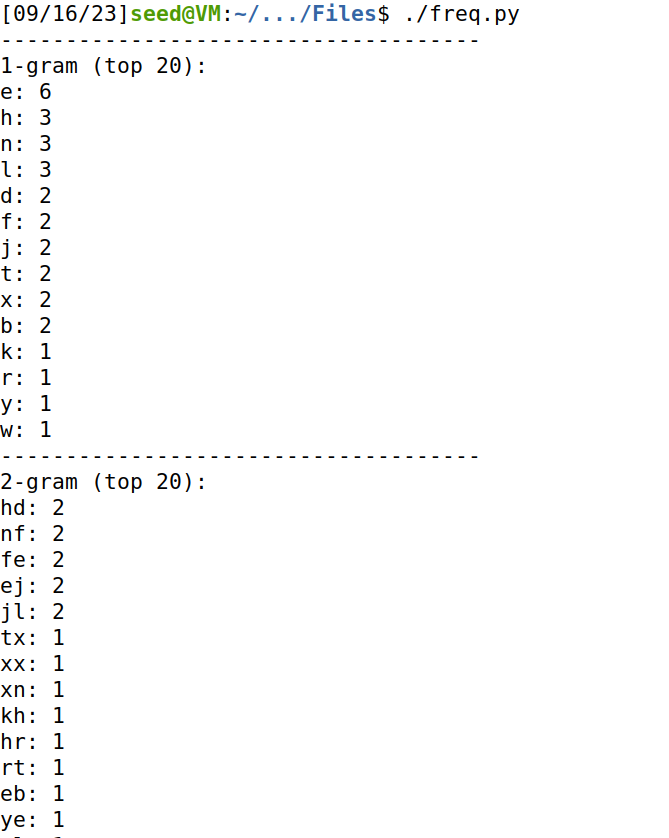 [09/16/23]seed@VM:~/.../Files$ ./freq.py
-------------------------------------
1-gram (top 20):
e: 6
h: 3
n: 3
l: 3
d: 2
f: 2
j: 2
t: 2
x: 2
b: 2
k: 1
r: 1
y: 1
w: 1
-------------------------------------
2-gram (top 20):
hd: 2
nf: 2
fe: 2
ej: 2
jl: 2
tx: 1
xx: 1
xn: 1
kh: 1
hr: 1
rt: 1
eb: 1
ye: 1